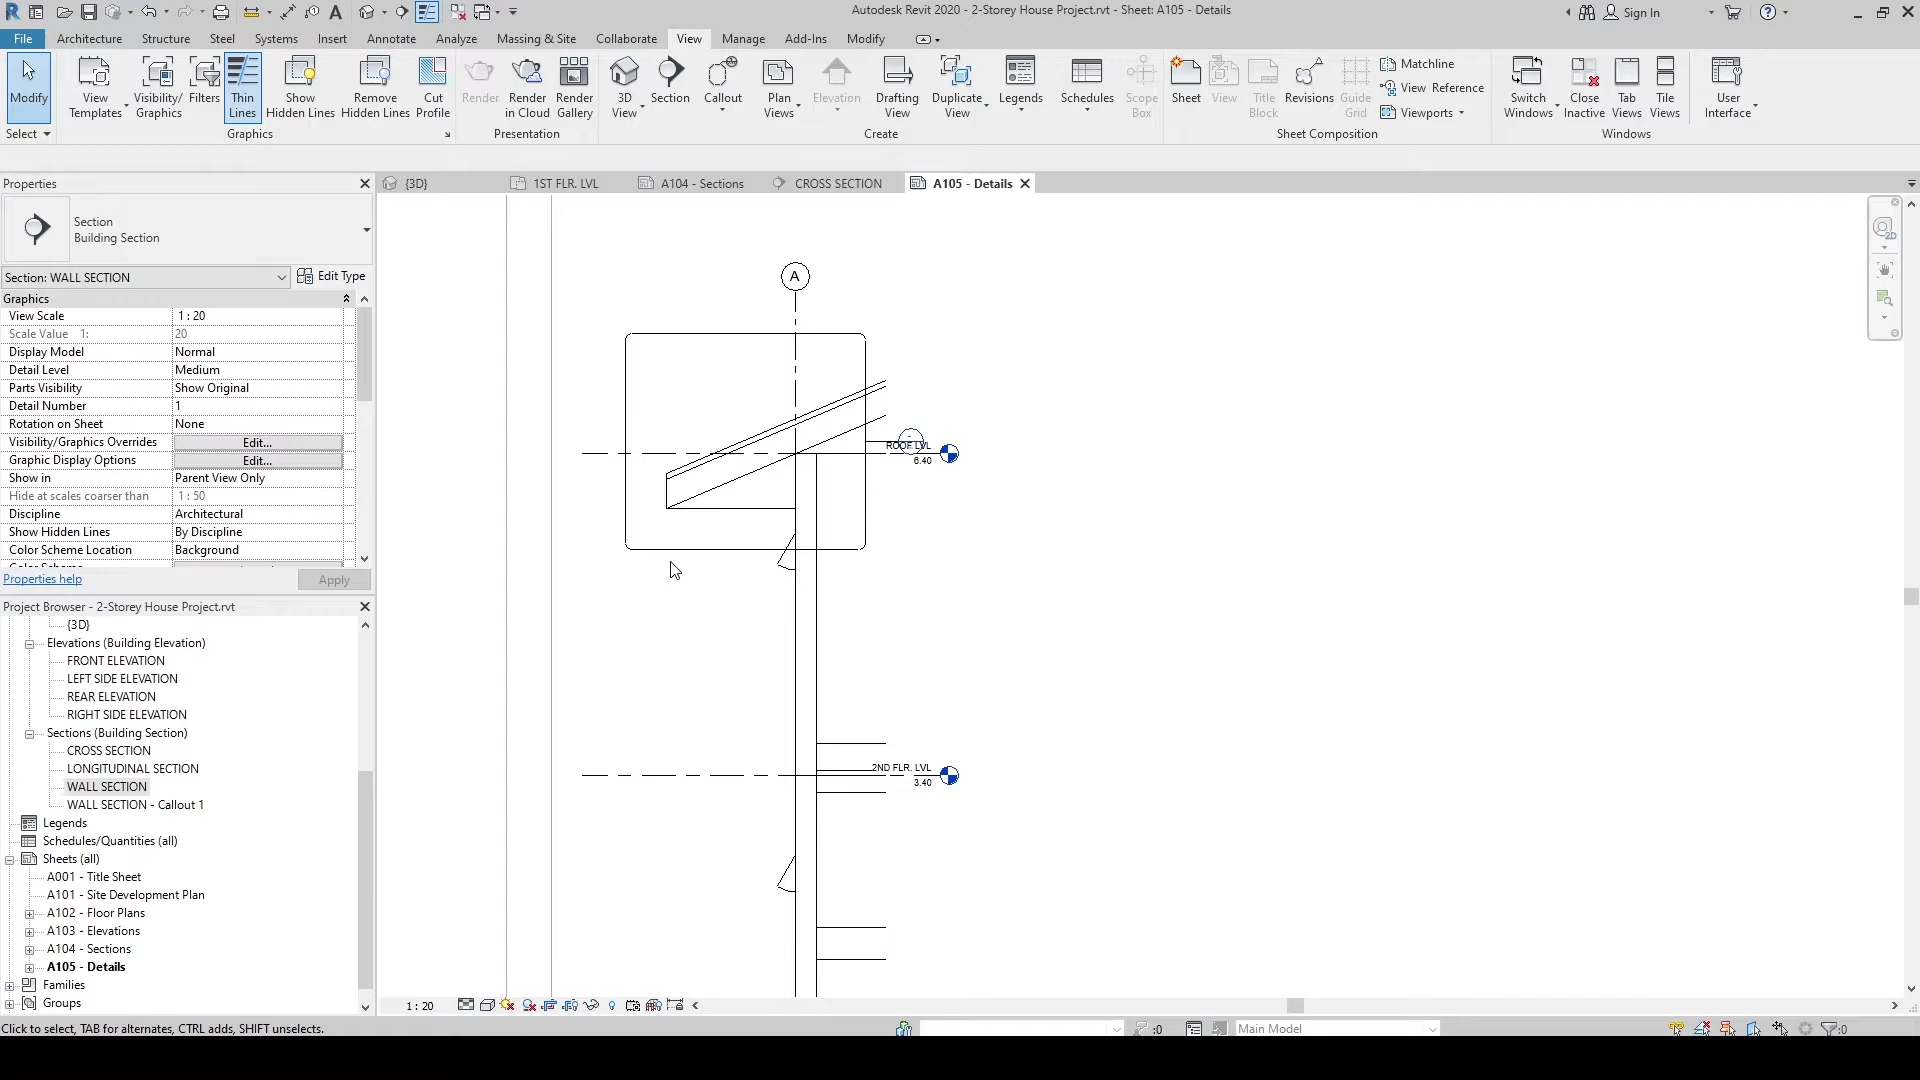 Autodesk Revit 2020 - 2-Storey House Project.rvt - Sheet: A105 - Details
Sign In
File Architecture Structure Steel Systems Insert Annotate Analyze Massing & Site Collaborate View Manage Add-Ins Modify
Modify
View Templates
Visibility/ Graphics
Filters
Thin Lines
Show Hidden Lines
Remove Hidden Lines
Cut Profile
Render
Render in Cloud
Render Gallery
3D View
Section
Callout
Plan Views
Elevation
Drafting View
Duplicate View
Legends
Schedules
Scope Box
Sheet
View
Title Block
Revisions
Guide Grid
Matchline
View Reference
Viewports
Switch Windows
Close Inactive
Tab Views
Tile Views
User Interface
Select
Graphics
Presentation
Create
Sheet Composition
Windows
Properties
{3D}
1ST FLR. LVL
A104 - Sections
CROSS SECTION
A105 - Details
Section
Building Section
Section: WALL SECTION
Edit Type
Graphics
View Scale 1 : 20
Scale Value 1: 20
Display Model Normal
Detail Level Medium
Parts Visibility Show Original
Detail Number 1
Rotation on Sheet None
Visibility/Graphics Overrides Edit...
Graphic Display Options Edit...
Show in Parent View Only
Hide at scales coarser than 1 : 50
Discipline Architectural
Show Hidden Lines By Discipline
Color Scheme Location Background
Properties help
Apply
Project Browser - 2-Storey House Project.rvt
{3D}
Elevations (Building Elevation)
FRONT ELEVATION
LEFT SIDE ELEVATION
REAR ELEVATION
RIGHT SIDE ELEVATION
Sections (Building Section)
CROSS SECTION
LONGITUDINAL SECTION
WALL SECTION
WALL SECTION - Callout 1
Legends
Schedules/Quantities (all)
Sheets (all)
A001 - Title Sheet
A101 - Site Development Plan
A102 - Floor Plans
A103 - Elevations
A104 - Sections
A105 - Details
Families
Groups
A
ROOF LVL
6.40
2ND FLR. LVL
3.40
2D
1 : 20
Click to select, TAB for alternates, CTRL adds, SHIFT unselects.
:0
Main Model
:0